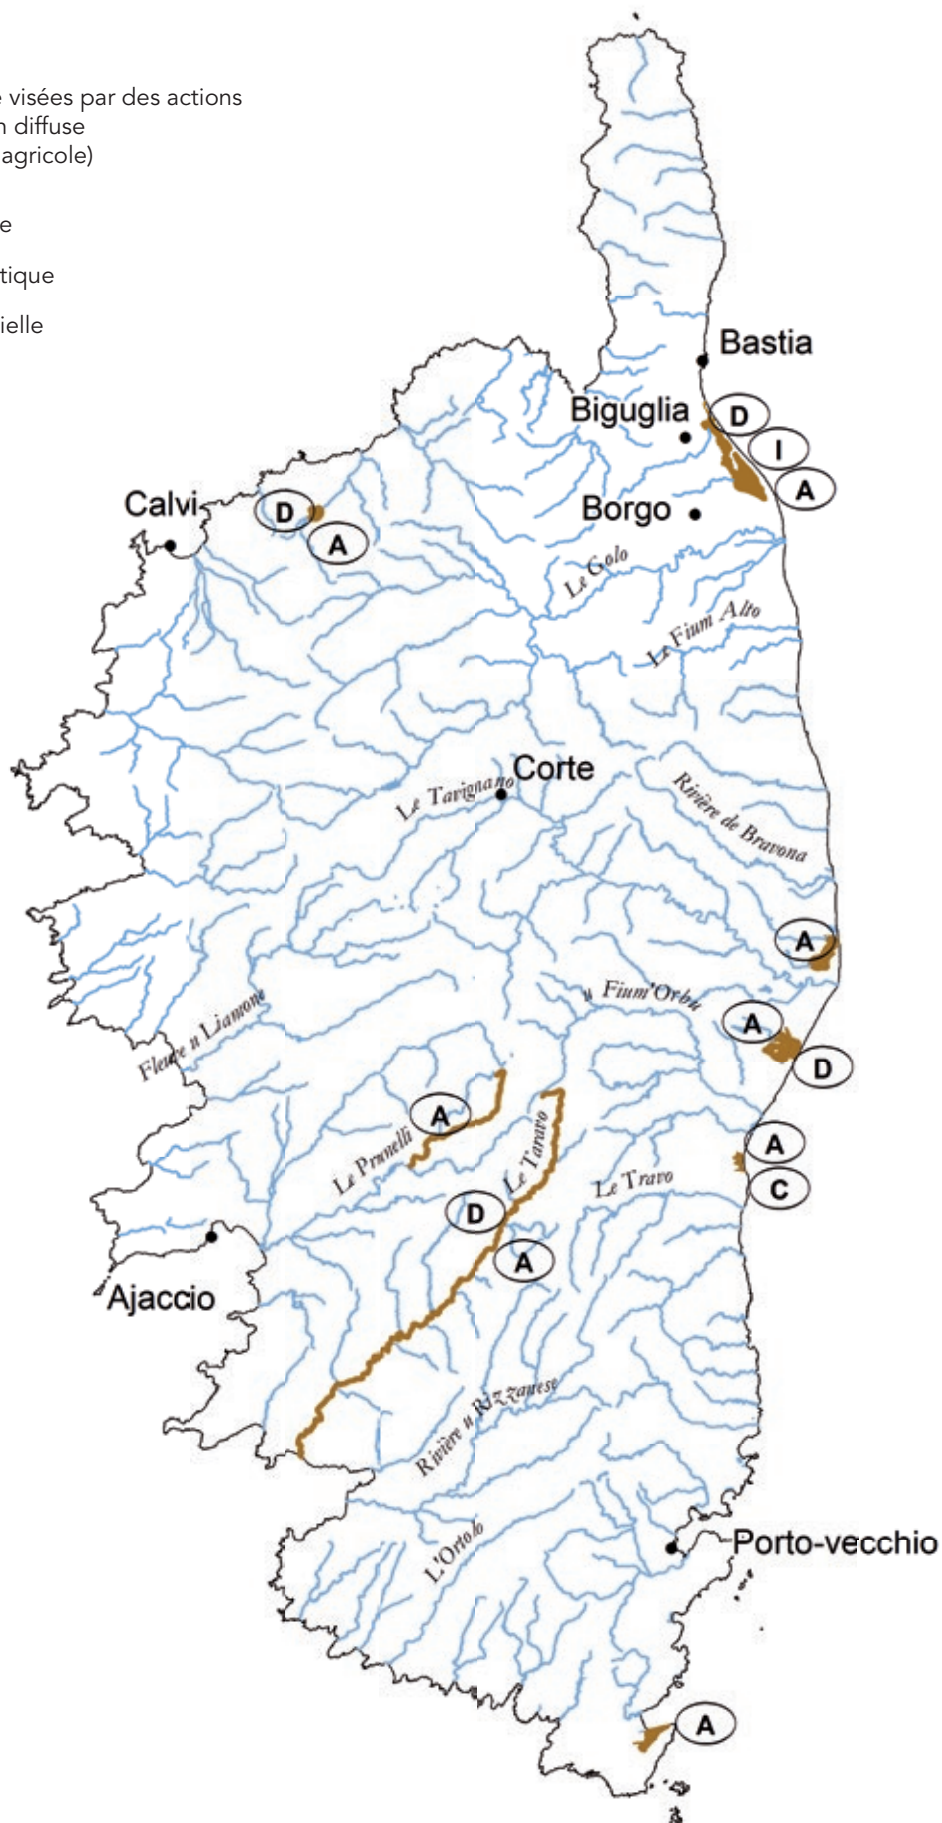 e visées par des actions
n diffuse
agricole)
e
tique
ielle
Bastia
Biguglia
D
I
A
Borgo
Calvi
D
A
Le Golo
Le Fium Alto
Corte
Le Tavignano
Rivière de Bravona
A
u Fium'Orbu
A
D
Fleuve u Liamone
A
Le Prunelli
Le Taravo
A
C
Le Travo
D
A
Ajaccio
Rivière u Rizzanese
L'Ortolo
Porto-vecchio
A